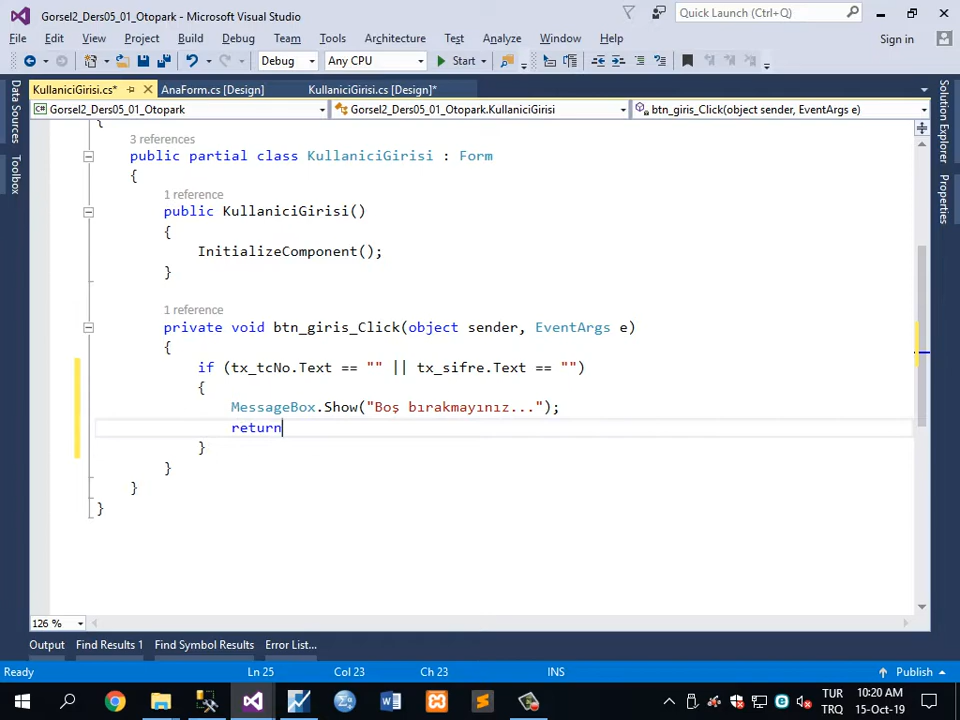 Gorsel2_Ders05_01_Otopark - Microsoft Visual Studio
Quick Launch (Ctrl+Q)
File Edit View Project Build Debug Team Tools Architecture Test Analyze Window Help
Sign in
Debug Any CPU Start
KullaniciGirisi.cs* AnaForm.cs [Design] KullaniciGirisi.cs [Design]*
Gorsel2_Ders05_01_Otopark Gorsel2_Ders05_01_Otopark.KullaniciGirisi btn_giris_Click(object sender, EventArgs e)
Data Sources
Toolbox
Solution Explorer
Properties
{
3 references
public partial class KullaniciGirisi : Form
{
1 reference
public KullaniciGirisi()
{
InitializeComponent();
}
1 reference
private void btn_giris_Click(object sender, EventArgs e)
{
if (tx_tcNo.Text == "" || tx_sifre.Text == "")
{
MessageBox.Show("Boş bırakmayınız...");
return
}
}
}
}
126 %
Output Find Results 1 Find Symbol Results Error List...
Ready Ln 25 Col 23 Ch 23 INS Publish
TUR
TRQ
10:20 AM
15-Oct-19